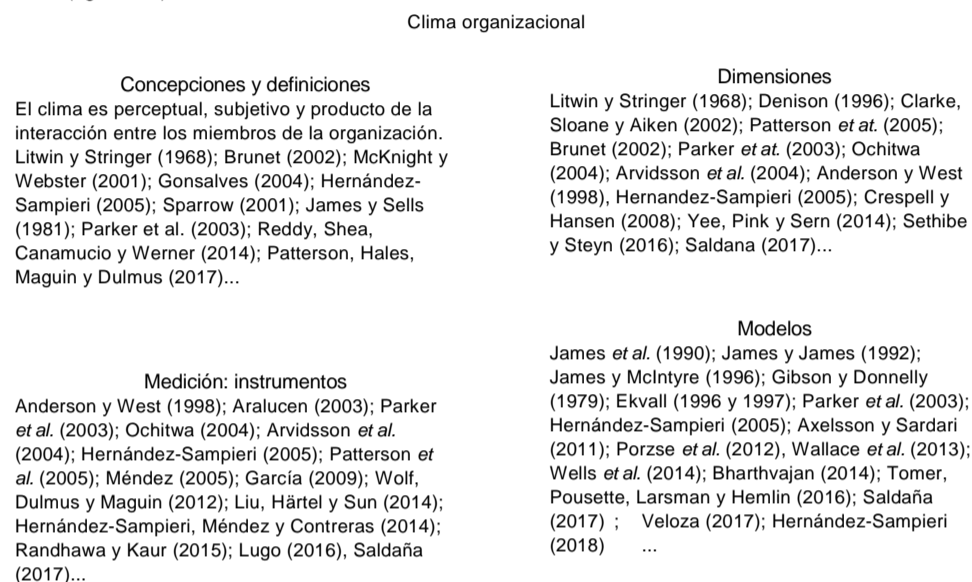 Clima organizacional
Concepciones y definiciones
El clima es perceptual, subjetivo y producto de la
interacción entre los miembros de la organización.
Litwin y Stringer (1968); Brunet (2002); McKnight y
Webster (2001); Gonsalves (2004); Hernández-
Sampieri (2005); Sparrow (2001); James y Sells
(1981); Parker et al. (2003); Reddy, Shea,
Canamucio y Werner (2014); Patterson, Hales,
Maguin y Dulmus (2017)...
Dimensiones
Litwin y Stringer (1968); Denison (1996); Clarke,
Sloane y Aiken (2002); Patterson et at. (2005);
Brunet (2002); Parker et at. (2003); Ochitwa
(2004); Arvidsson et al. (2004); Anderson y West
(1998), Hernandez-Sampieri (2005); Crespell y
Hansen (2008); Yee, Pink y Sern (2014); Sethibe
y Steyn (2016); Saldana (2017)...
Medición: instrumentos
Anderson y West (1998); Aralucen (2003); Parker
et al. (2003); Ochitwa (2004); Arvidsson et al.
(2004); Hernández-Sampieri (2005); Patterson et
al. (2005); Méndez (2005); García (2009); Wolf,
Dulmus y Maguin (2012); Liu, Härtel y Sun (2014);
Hernández-Sampieri, Méndez y Contreras (2014);
Randhawa y Kaur (2015); Lugo (2016), Saldaña
(2017)...
Modelos
James et al. (1990); James y James (1992);
James y McIntyre (1996); Gibson y Donnelly
(1979); Ekvall (1996 y 1997); Parker et al. (2003);
Hernández-Sampieri (2005); Axelsson y Sardari
(2011); Porzse et al. (2012), Wallace et al. (2013);
Wells et al. (2014); Bharthvajan (2014); Tomer,
Pousette, Larsman y Hemlin (2016); Saldaña
(2017) ; Veloza (2017); Hernández-Sampieri
(2018) ...